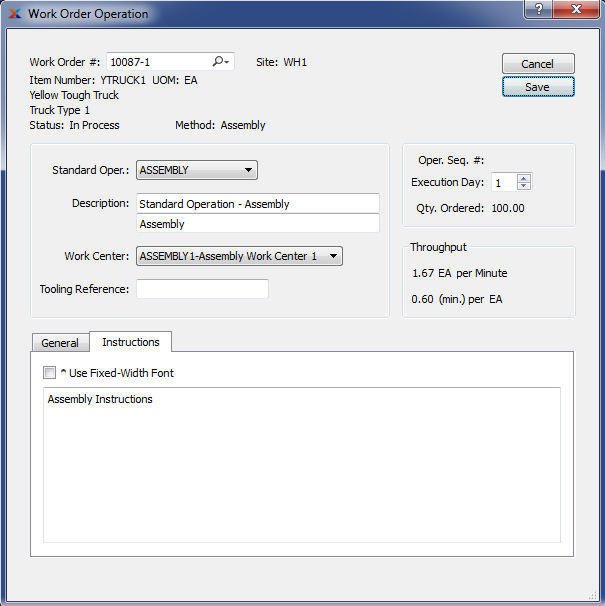 Work Order Operation
Work Order #: 10087-1 Site: WH1
Cancel
Item Number: YTRUCK1 UOM: EA
Save
Yellow Tough Truck
Truck Type 1
Status: In Process Method: Assembly
Standard Oper.: ASSEMBLY
Description: Standard Operation - Assembly
Assembly
Work Center: ASSEMBLY1-Assembly Work Center 1
Tooling Reference:
Oper. Seq. #:
Execution Day: 1
Qty. Ordered: 100.00
Throughput
1.67 EA per Minute
0.60 (min.) per EA
General Instructions
* Use Fixed-Width Font
Assembly Instructions